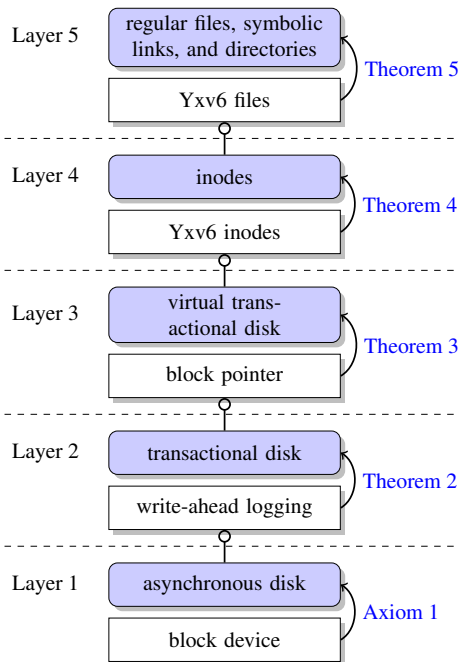 Layer 5
regular files, symbolic
links, and directories
Theorem 5
Yxv6 files
Layer 4
inodes
Theorem 4
Yxv6 inodes
Layer 3
virtual trans-
actional disk
Theorem 3
block pointer
Layer 2
transactional disk
Theorem 2
write-ahead logging
Layer 1
asynchronous disk
Axiom 1
block device